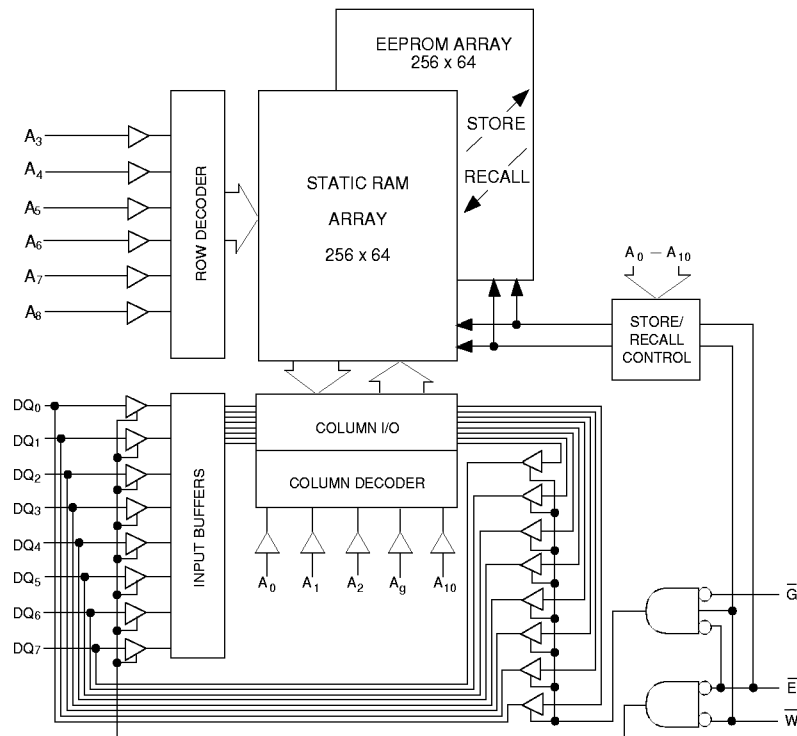 EEPROM ARRAY
256 x 64
STORE
RECALL
STATIC RAM
ARRAY
256 x 64
ROW DECODER
A3
A4
A5
A6
A7
A8
A0 – A10
STORE/
RECALL
CONTROL
DQ0
DQ1
DQ2
DQ3
DQ4
DQ5
DQ6
DQ7
INPUT BUFFERS
COLUMN I/O
COLUMN DECODER
A0
A1
A2
Ag
A10
G̅
E̅
W̅